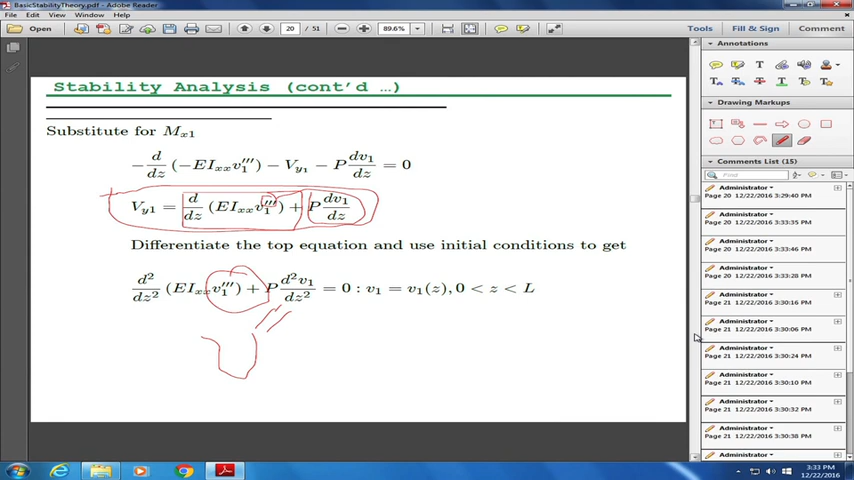 BasicStabilityTheory.pdf - Adobe Reader
File Edit View Window Help
Open 20 / 51 89.6% Tools Fill & Sign Comment
Stability Analysis (cont'd …)
Substitute for M_{x1}
− d/dz (−EI_{xx}v_1''') − V_{y_1} − P dv_1/dz = 0
V_{y1} = d/dz (EI_{xx}v_1''') + P dv_1/dz
Differentiate the top equation and use initial conditions to get
d²/dz² (EI_{xx}v_1''') + P d²v_1/dz² = 0 : v_1 = v_1(z), 0 < z < L
Annotations
T
T T T T T
Drawing Markups
Comments List (15)
Find
Administrator
Page 20 12/22/2016 3:29:40 PM
Administrator
Page 20 12/22/2016 3:33:35 PM
Administrator
Page 20 12/22/2016 3:33:46 PM
Administrator
Page 20 12/22/2016 3:33:28 PM
Administrator
Page 21 12/22/2016 3:30:16 PM
Administrator
Page 21 12/22/2016 3:30:06 PM
Administrator
Page 21 12/22/2016 3:30:24 PM
Administrator
Page 21 12/22/2016 3:30:10 PM
Administrator
Page 21 12/22/2016 3:30:32 PM
Administrator
Page 21 12/22/2016 3:30:38 PM
Administrator
3:33 PM
12/22/2016